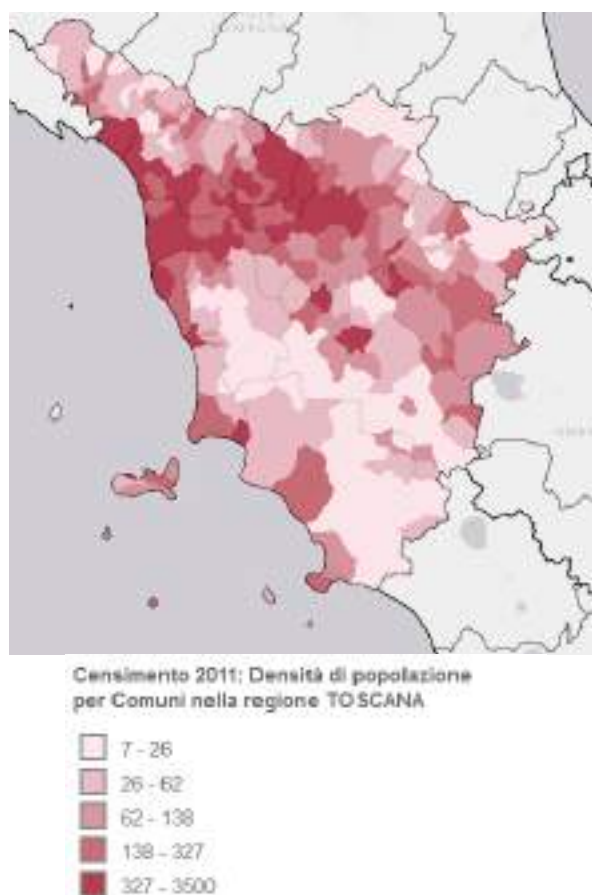 Censimento 2011: Densità di popolazione
per Comuni nella regione TOSCANA
7 - 26
26 - 62
62 - 138
138 - 327
327 - 3500